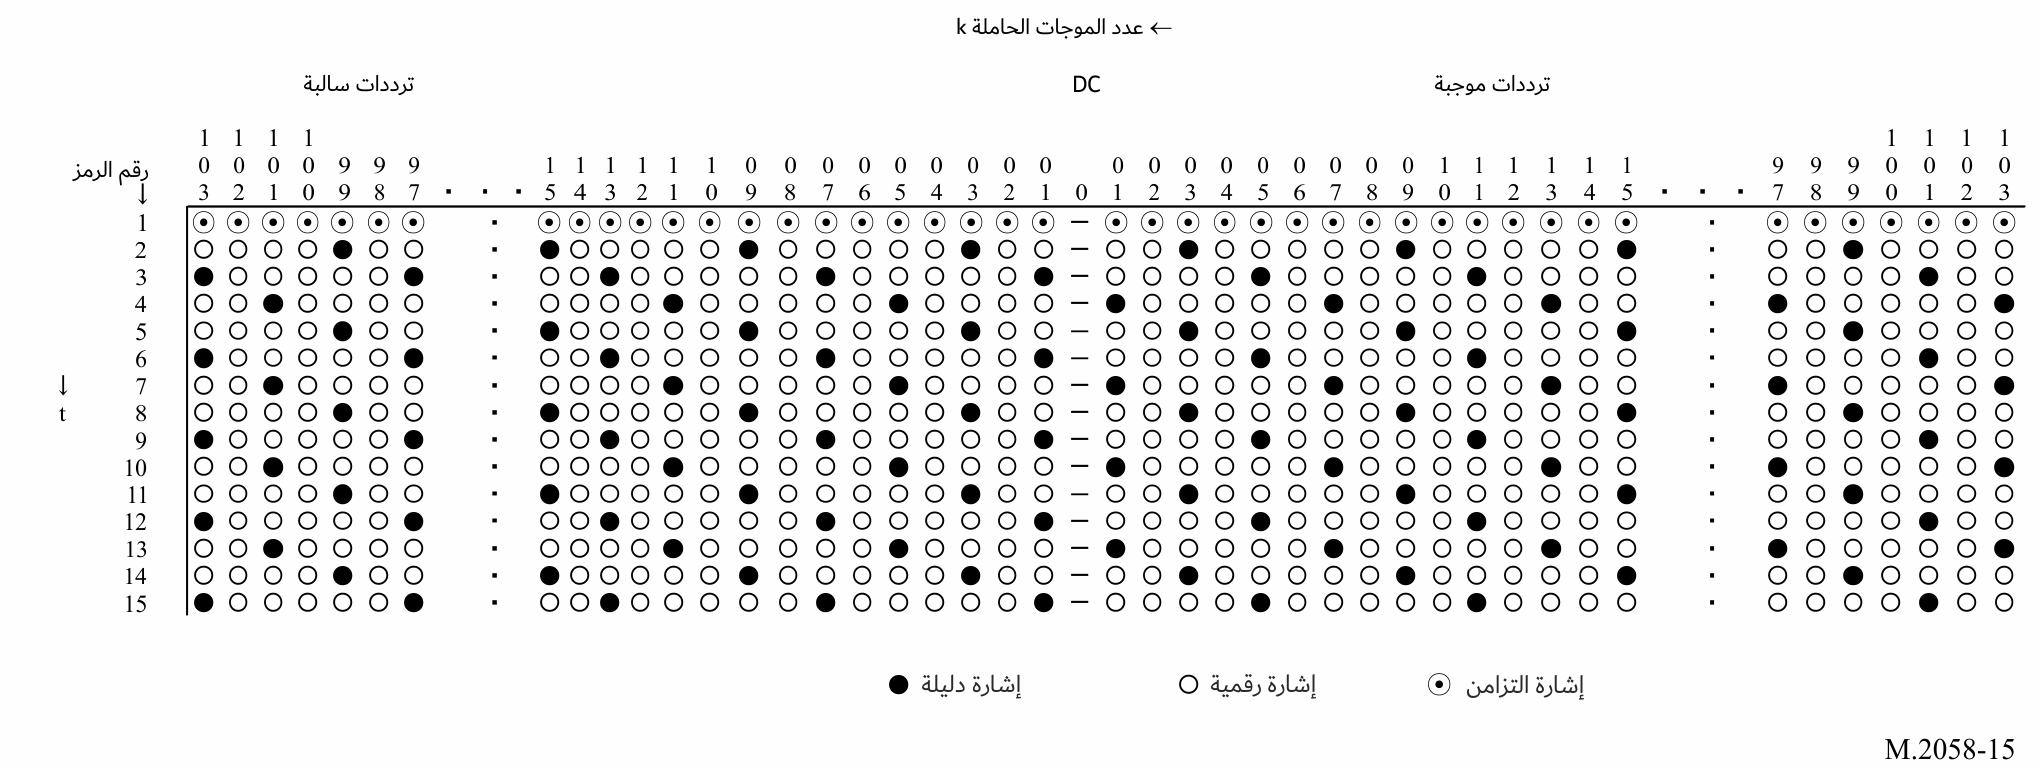 ← عدد الموجات الحاملة k
ترددات سالبة DC ترددات موجبة
1 1 1 1 1 1 1 1
رقم الرمز 0 0 0 0 9 9 9 1 1 1 1 1 1 0 0 0 0 0 0 0 0 0 0 0 0 0 0 0 0 0 0 1 1 1 1 1 1 9 9 9 0 0 0 0
↓ 3 2 1 0 9 8 7 . . . 5 4 3 2 1 0 9 8 7 6 5 4 3 2 1 0 1 2 3 4 5 6 7 8 9 0 1 2 3 4 5 . . . 7 8 9 0 1 2 3
1
2
3
4
5
6
↓ 7
t 8
9
10
11
12
13
14
15
إشارة دليلة إشارة رقمية إشارة التزامن
M.2058-15